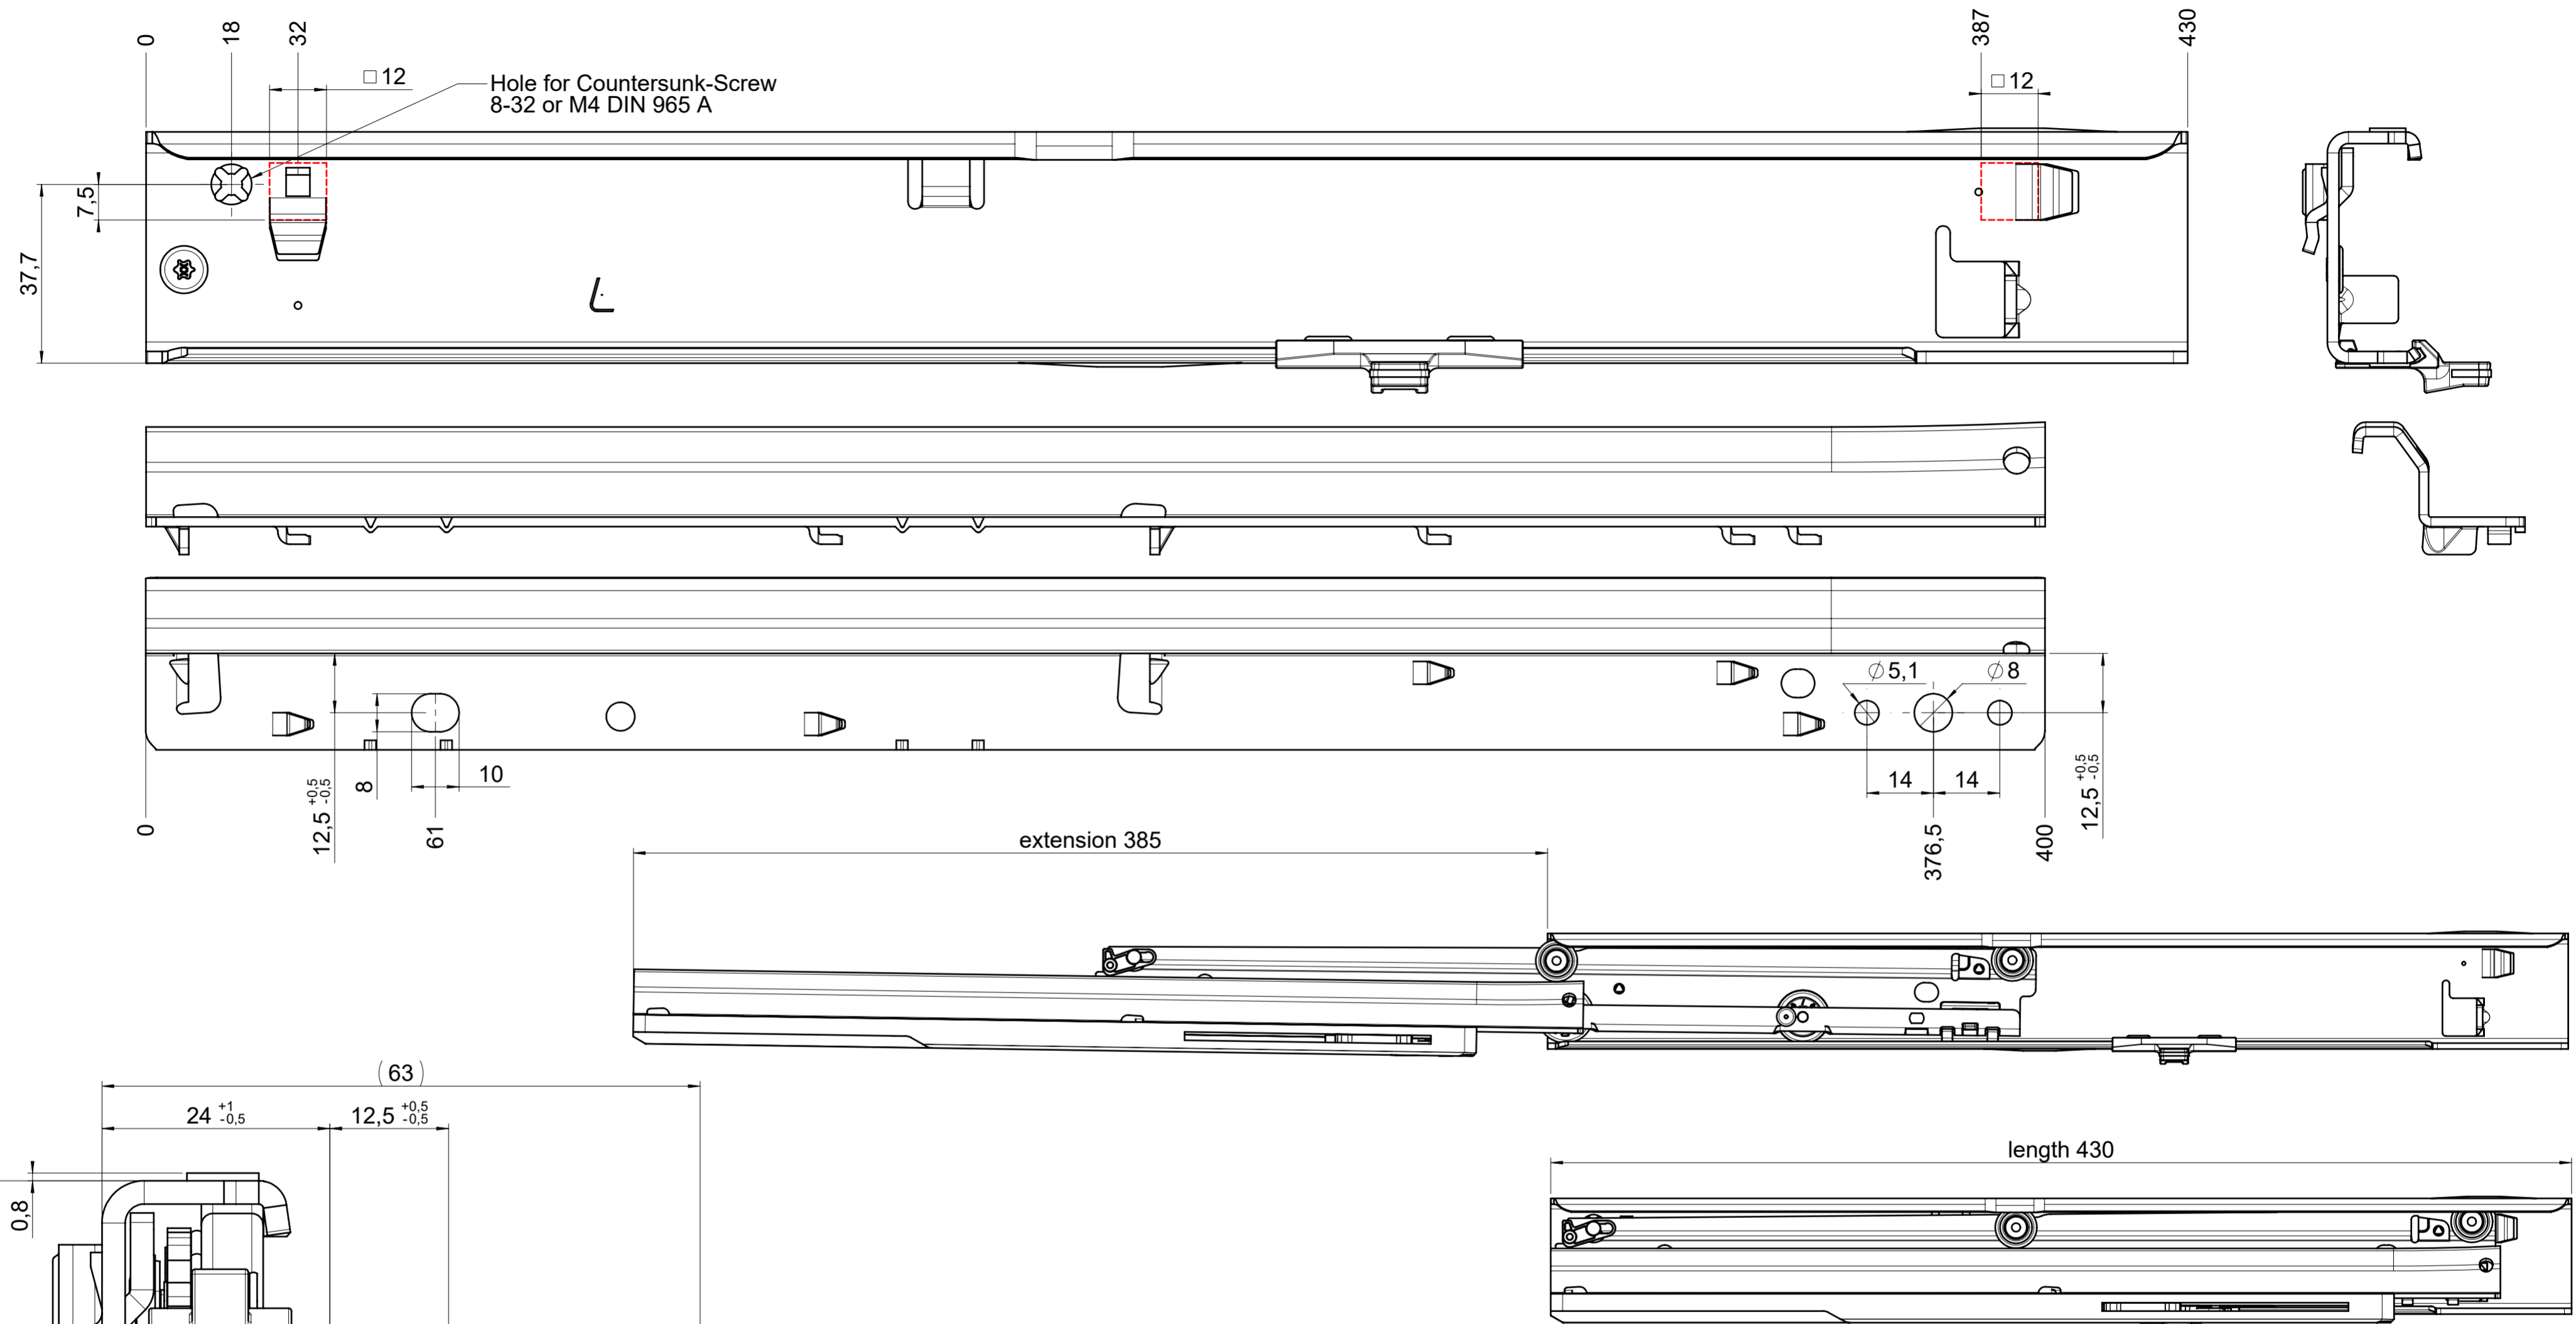 0
18
32
387
430
□ 12
Hole for Countersunk-Screw
8-32 or M4 DIN 965 A
□ 12
7,5
37,7
∅ 5,1
∅ 8
8
10
14
14
12,5 +0,5 -0,5
12,5 +0,5 -0,5
0
61
376,5
400
extension 385
(63)
24 +1 -0,5
12,5 +0,5 -0,5
length 430
0,8